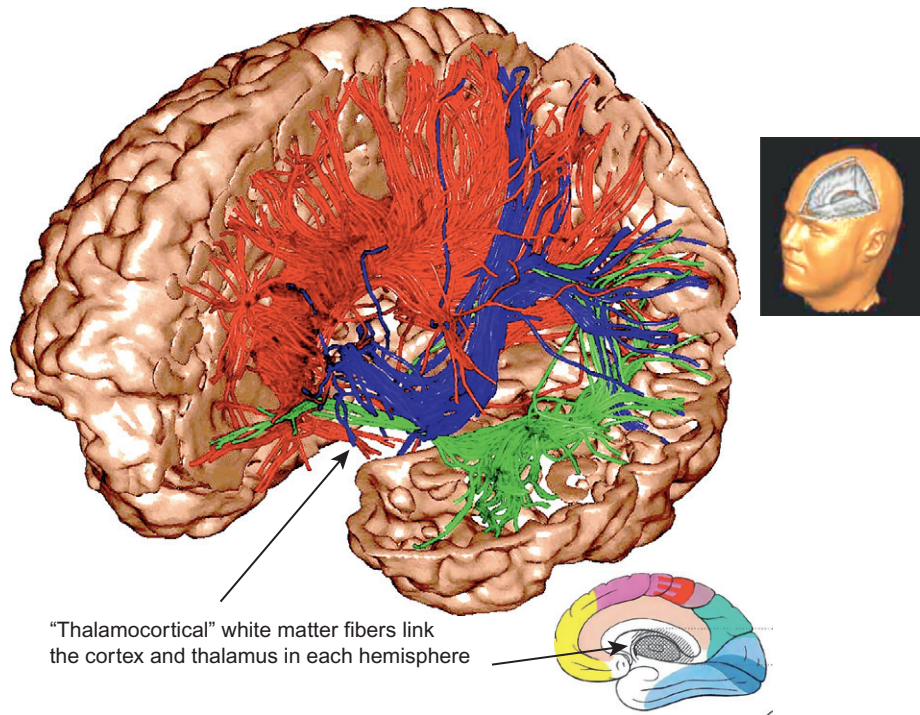 “Thalamocortical” white matter fibers link
the cortex and thalamus in each hemisphere